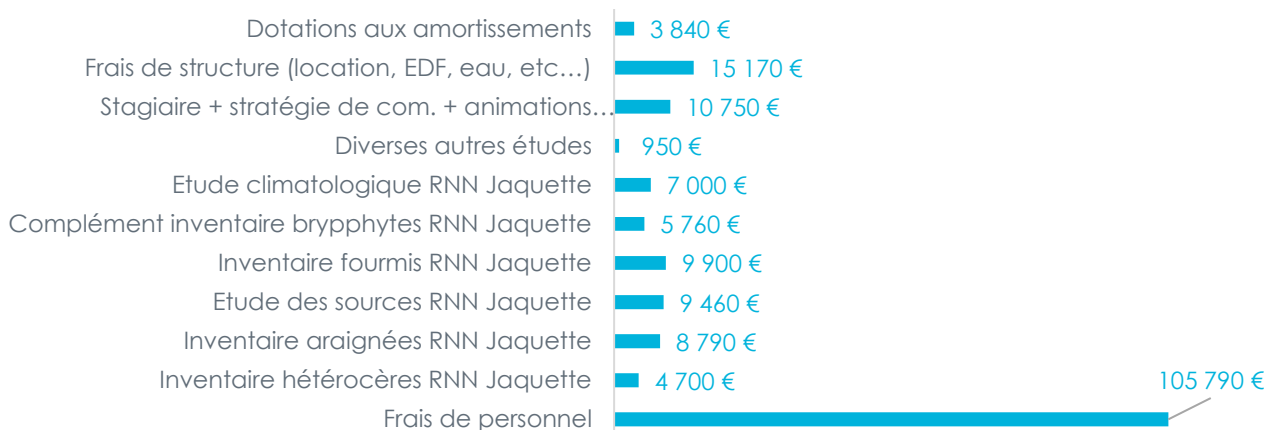 Dotations aux amortissements 3 840 €
Frais de structure (location, EDF, eau, etc…) 15 170 €
Stagiaire + stratégie de com. + animations… 10 750 €
Diverses autres études 950 €
Etude climatologique RNN Jaquette 7 000 €
Complément inventaire brypphytes RNN Jaquette 5 760 €
Inventaire fourmis RNN Jaquette 9 900 €
Etude des sources RNN Jaquette 9 460 €
Inventaire araignées RNN Jaquette 8 790 €
Inventaire hétérocères RNN Jaquette 4 700 €
Frais de personnel 105 790 €